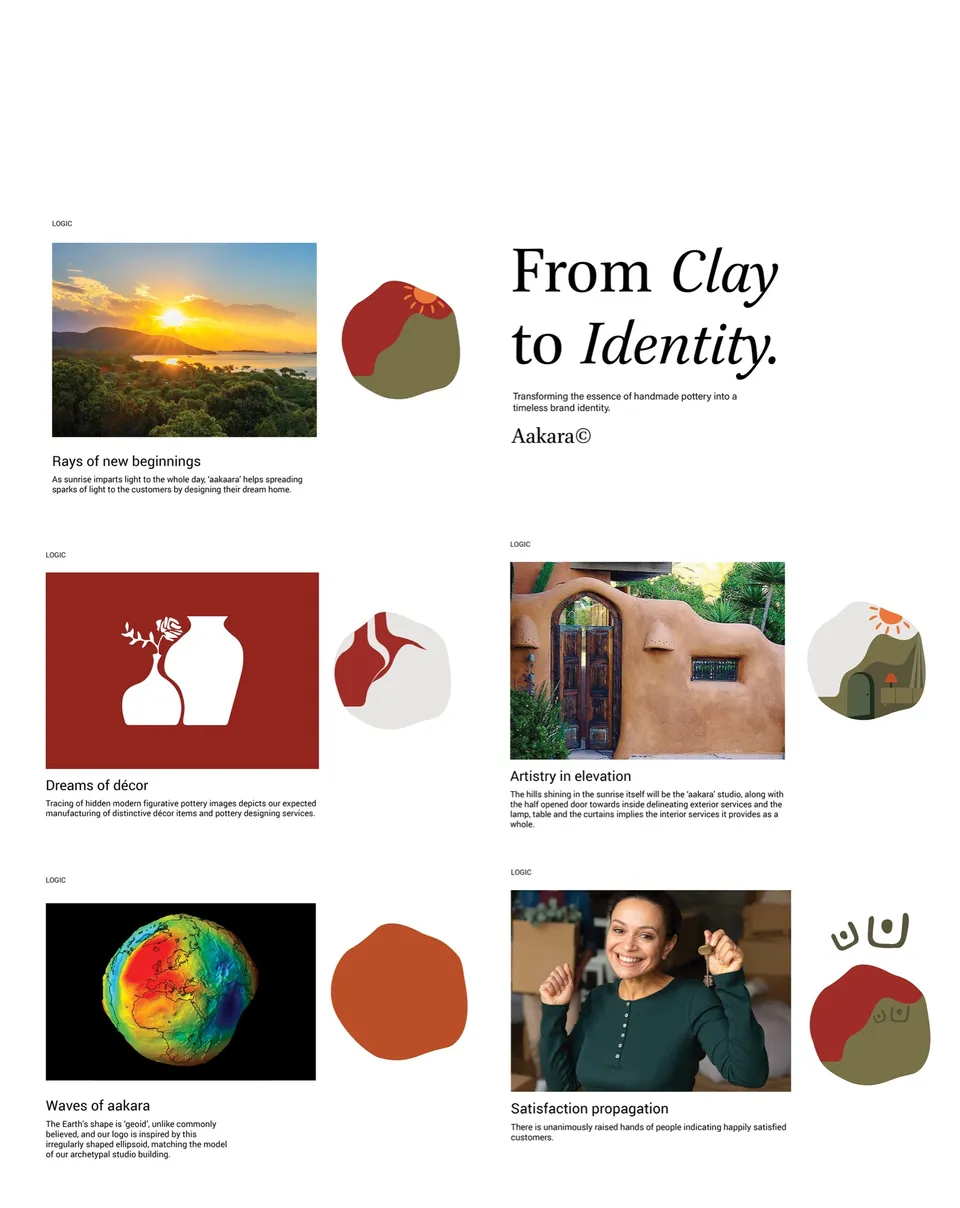 LOGIC
Rays of new beginnings
As sunrise imparts light to the whole day, ‘aakaara’ helps spreading
sparks of light to the customers by designing their dream home.
From Clay
to Identity.
Transforming the essence of handmade pottery into a
timeless brand identity.
Aakara©
LOGIC
Dreams of décor
Tracing of hidden modern figurative pottery images depicts our expected
manufacturing of distinctive décor items and pottery designing services.
LOGIC
Artistry in elevation
The hills shining in the sunrise itself will be the ‘aakara’ studio, along with
the half opened door towards inside delineating exterior services and the
lamp, table and the curtains implies the interior services it provides as a
whole.
LOGIC
Waves of aakara
The Earth’s shape is ‘geoid’, unlike commonly
believed, and our logo is inspired by this
irregularly shaped ellipsoid, matching the model
of our archetypal studio building.
LOGIC
Satisfaction propagation
There is unanimously raised hands of people indicating happily satisfied
customers.